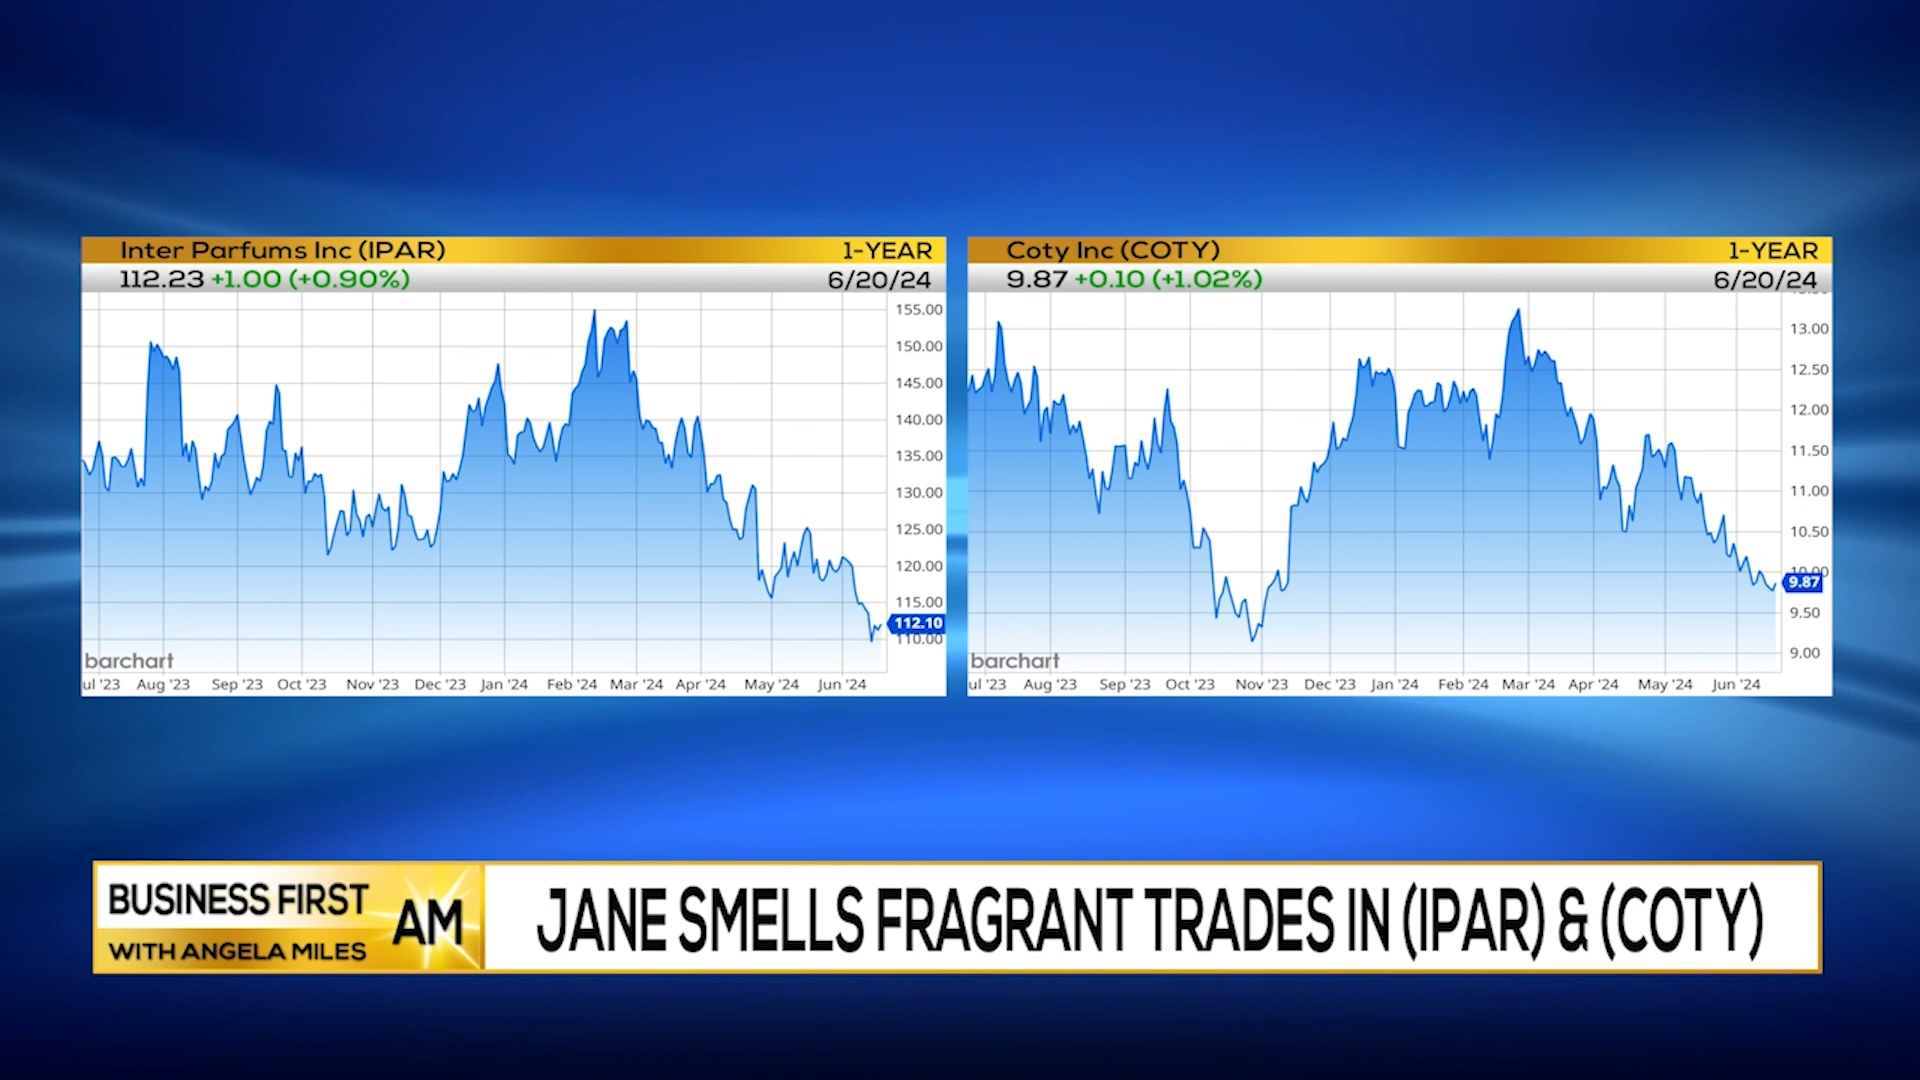 Inter Parfums Inc (IPAR) 1-YEAR
112.23 +1.00 (+0.90%) 6/20/24
155.00
150.00
145.00
140.00
135.00
130.00
125.00
120.00
115.00
112.10
110.00
barchart
ul '23 Aug '23 Sep '23 Oct '23 Nov '23 Dec '23 Jan '24 Feb '24 Mar '24 Apr '24 May '24 Jun '24
Coty Inc (COTY) 1-YEAR
9.87 +0.10 (+1.02%) 6/20/24
13.00
12.50
12.00
11.50
11.00
10.50
10.00
9.87
9.50
9.00
barchart
ul '23 Aug '23 Sep '23 Oct '23 Nov '23 Dec '23 Jan '24 Feb '24 Mar '24 Apr '24 May '24 Jun '24
BUSINESS FIRST AM
WITH ANGELA MILES
JANE SMELLS FRAGRANT TRADES IN (IPAR) & (COTY)